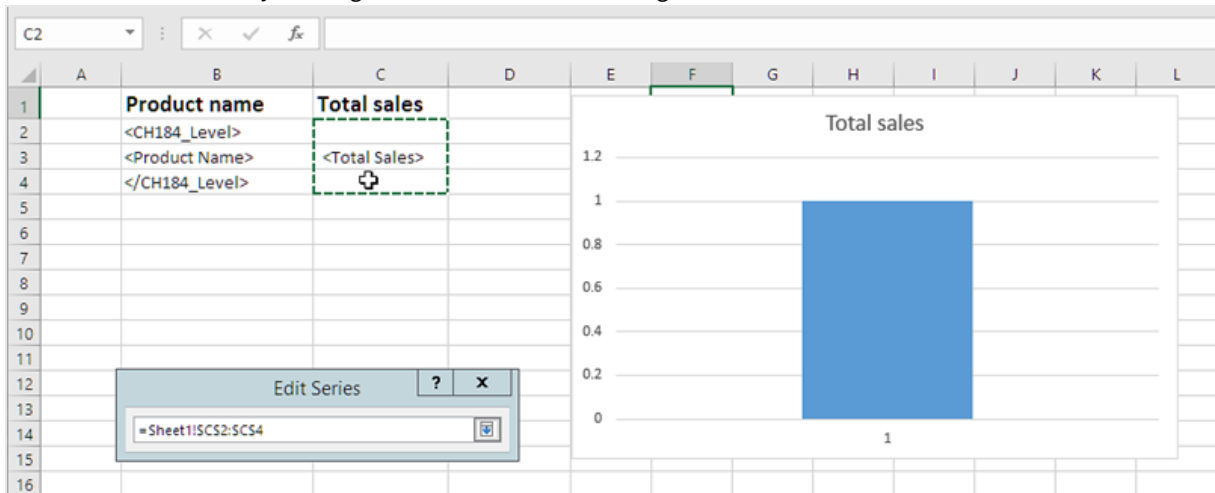 C2 fx
A B C D E F G H I J K L
1 Product name Total sales
2 <CH184_Level>
3 <Product Name> <Total Sales>
4 </CH184_Level>
5
6
7
8
9
10
11
12
13
14
15
16
Total sales
1.2
1
0.8
0.6
0.4
0.2
0
1
Edit Series ? x
=Sheet1!$C$2:$C$4